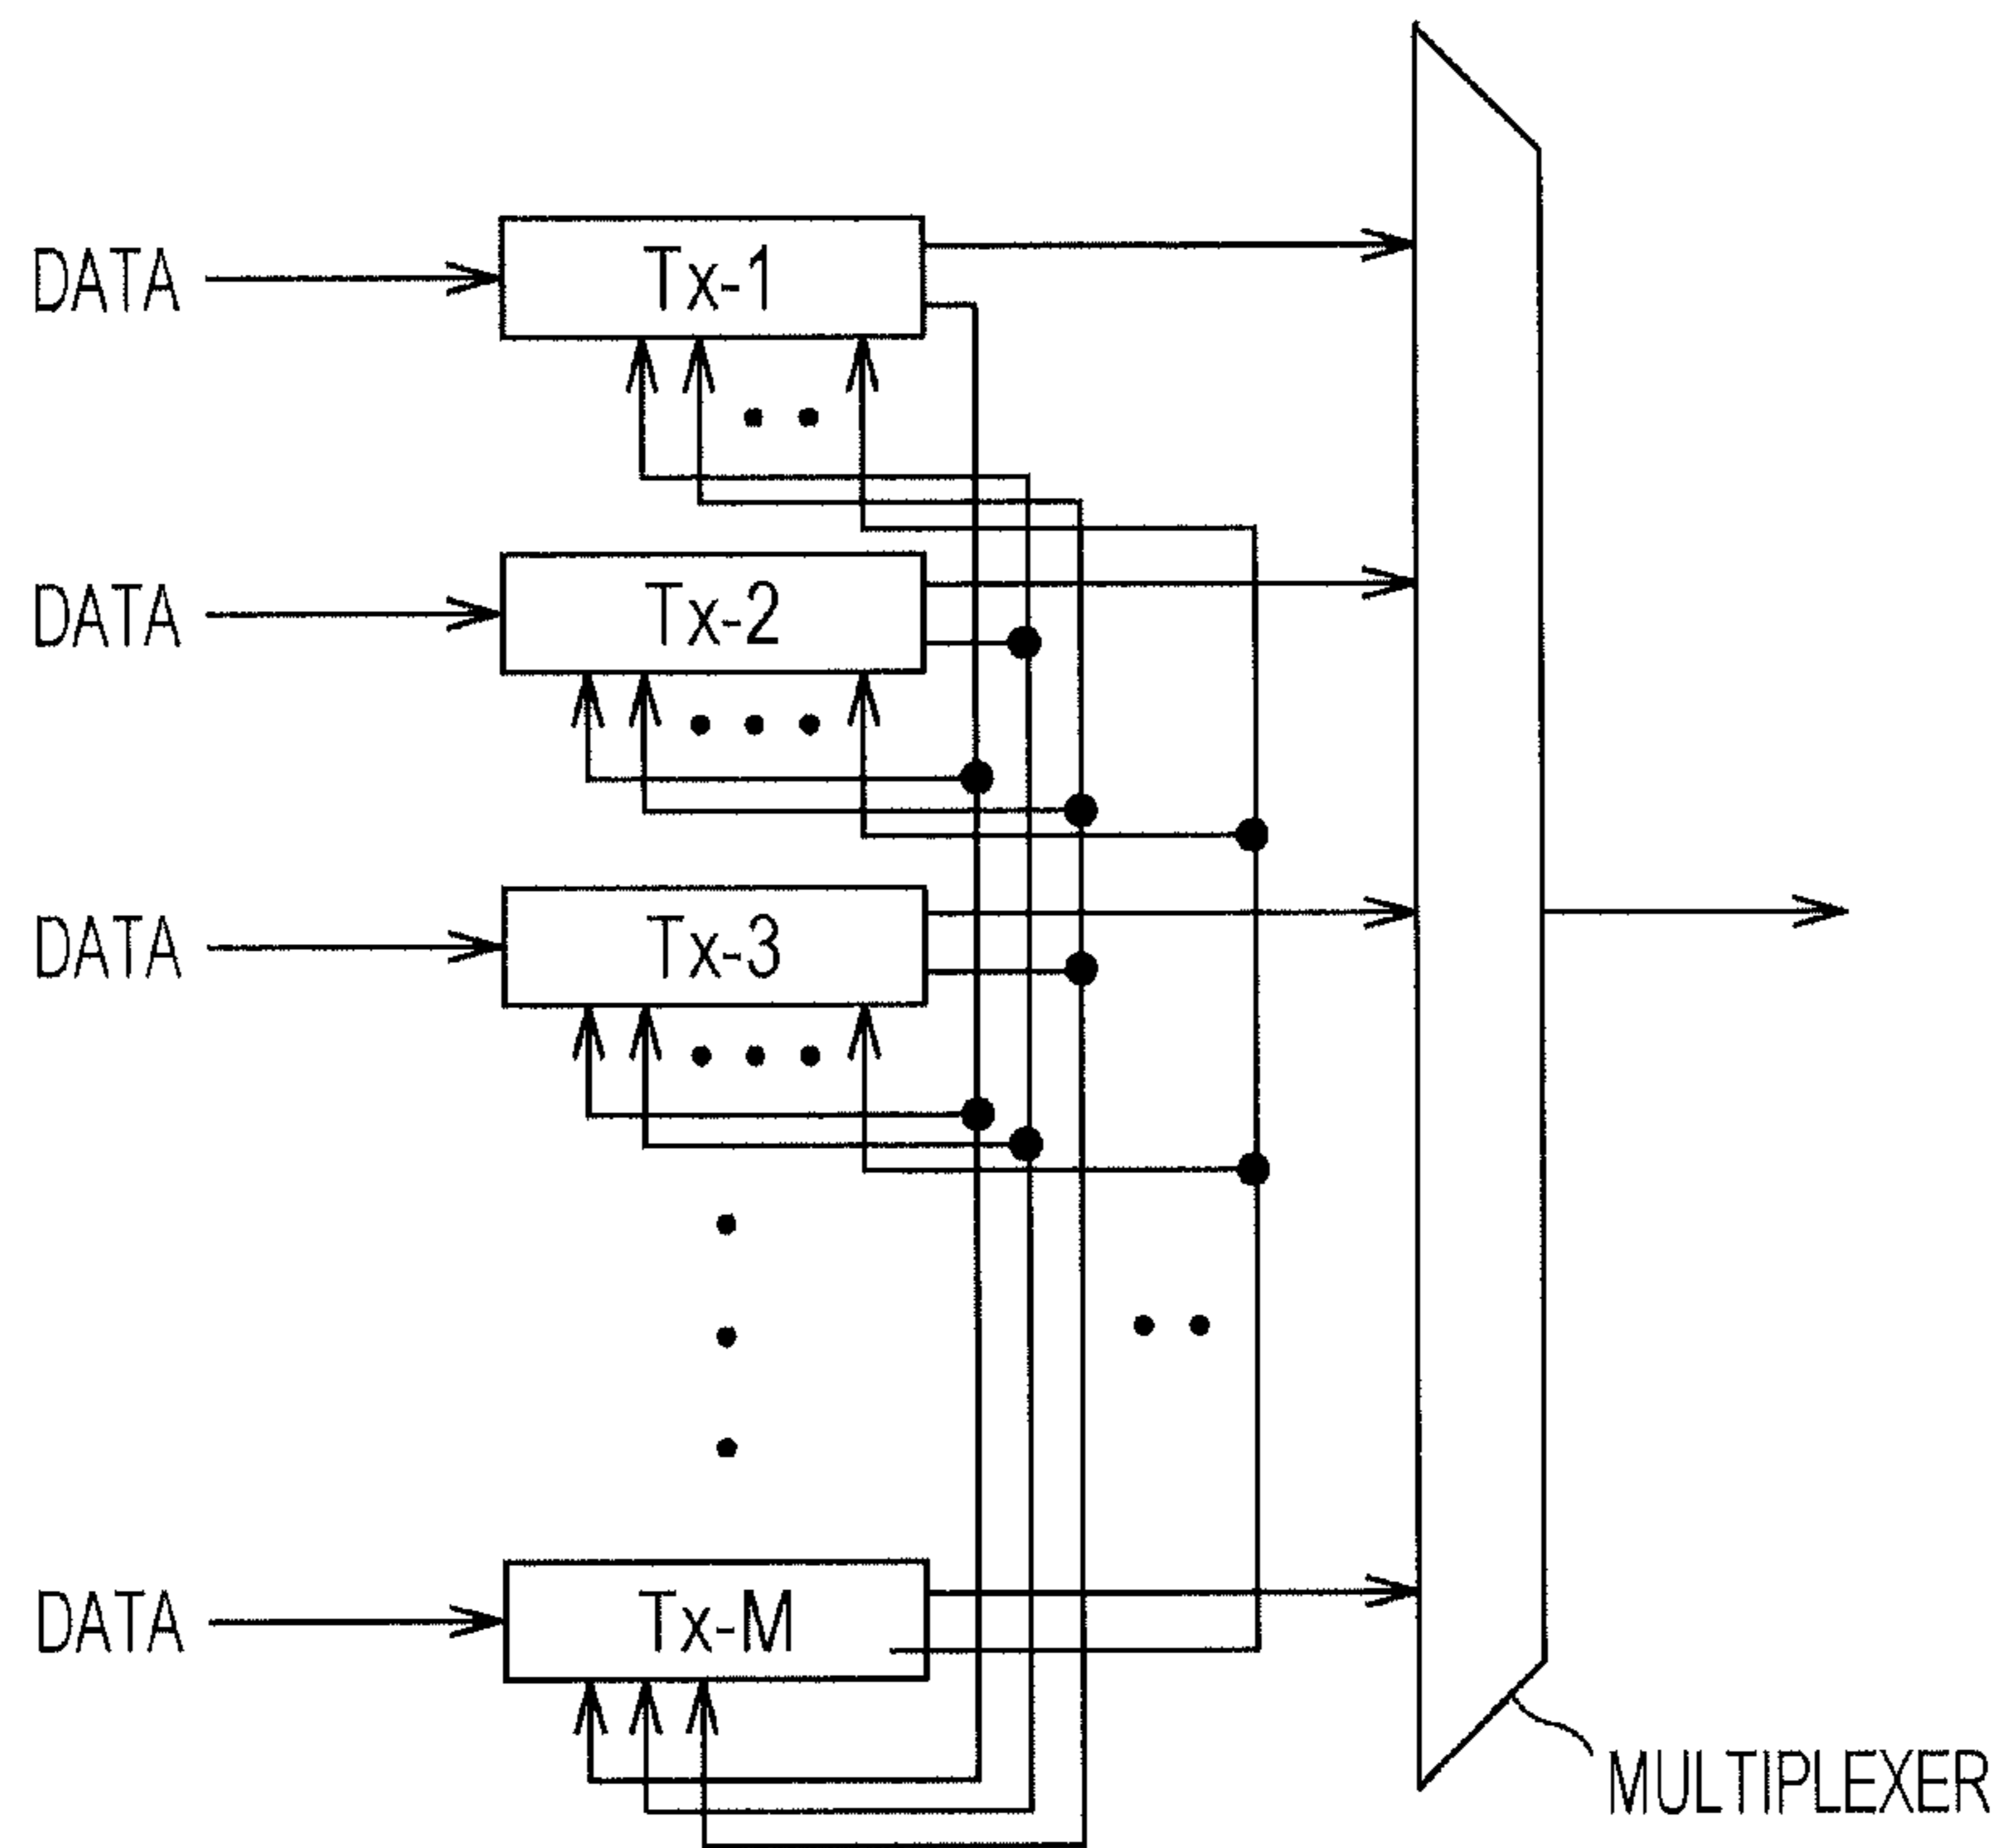 DATA
Tx-1
DATA
Tx-2
DATA
Tx-3
DATA
Tx-M
MULTIPLEXER